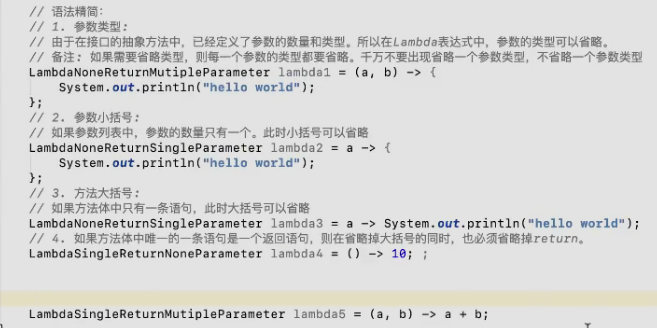 // 语法精简:
// 1. 参数类型:
// 由于在接口的抽象方法中，已经定义了参数的数量和类型。所以在Lambda表达式中，参数的类型可以省略。
// 备注: 如果需要省略类型，则每一个参数的类型都要省略。千万不要出现省略一个参数类型，不省略一个参数类型
LambdaNoneReturnMutipleParameter lambda1 = (a, b) -> {
    System.out.println("hello world");
};
// 2. 参数小括号:
// 如果参数列表中，参数的数量只有一个。此时小括号可以省略
LambdaNoneReturnSingleParameter lambda2 = a -> {
    System.out.println("hello world");
};
// 3. 方法大括号:
// 如果方法体中只有一条语句，此时大括号可以省略
LambdaNoneReturnSingleParameter lambda3 = a -> System.out.println("hello world");
// 4. 如果方法体中唯一的一条语句是一个返回语句，则在省略掉大括号的同时，也必须省略掉return。
LambdaSingleReturnNoneParameter lambda4 = () -> 10; ;
LambdaSingleReturnMutipleParameter lambda5 = (a, b) -> a + b;